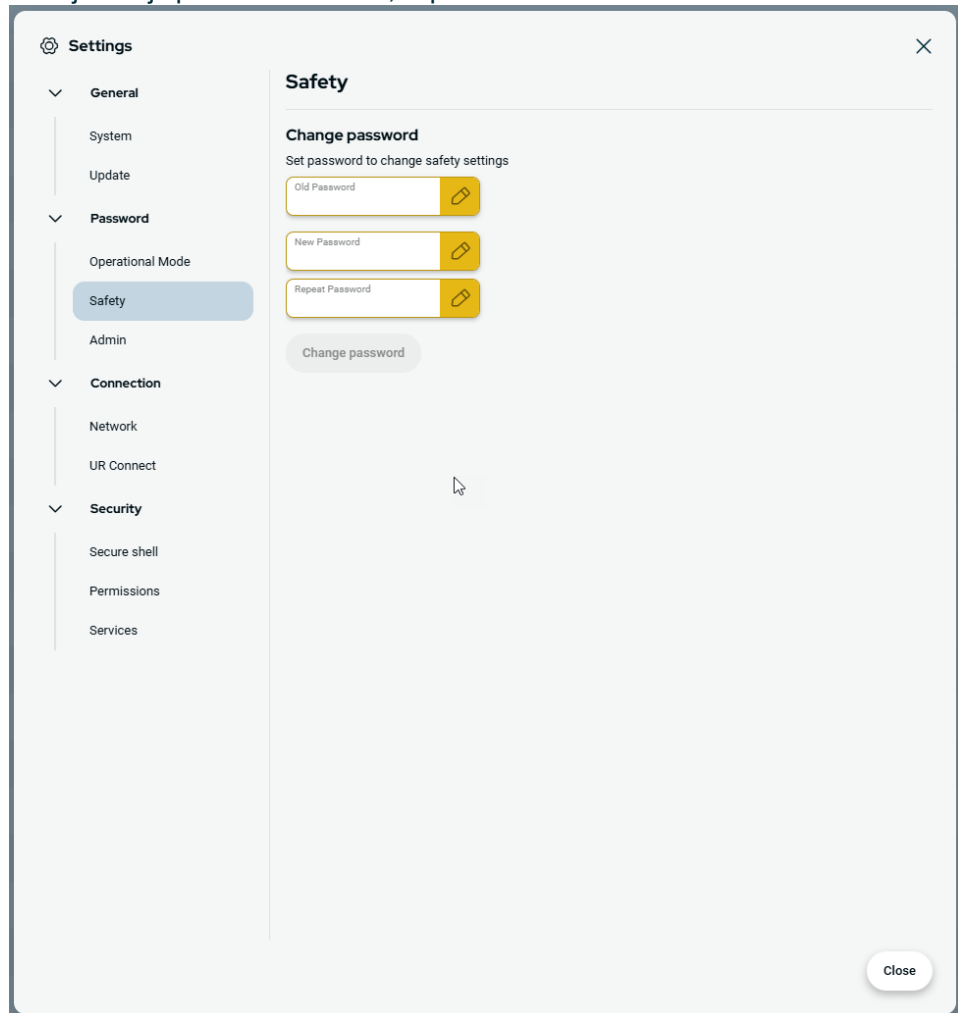 Settings
General
System
Update
Password
Operational Mode
Safety
Admin
Connection
Network
UR Connect
Security
Secure shell
Permissions
Services
Safety
Change password
Set password to change safety settings
Old Password
New Password
Repeat Password
Change password
Close